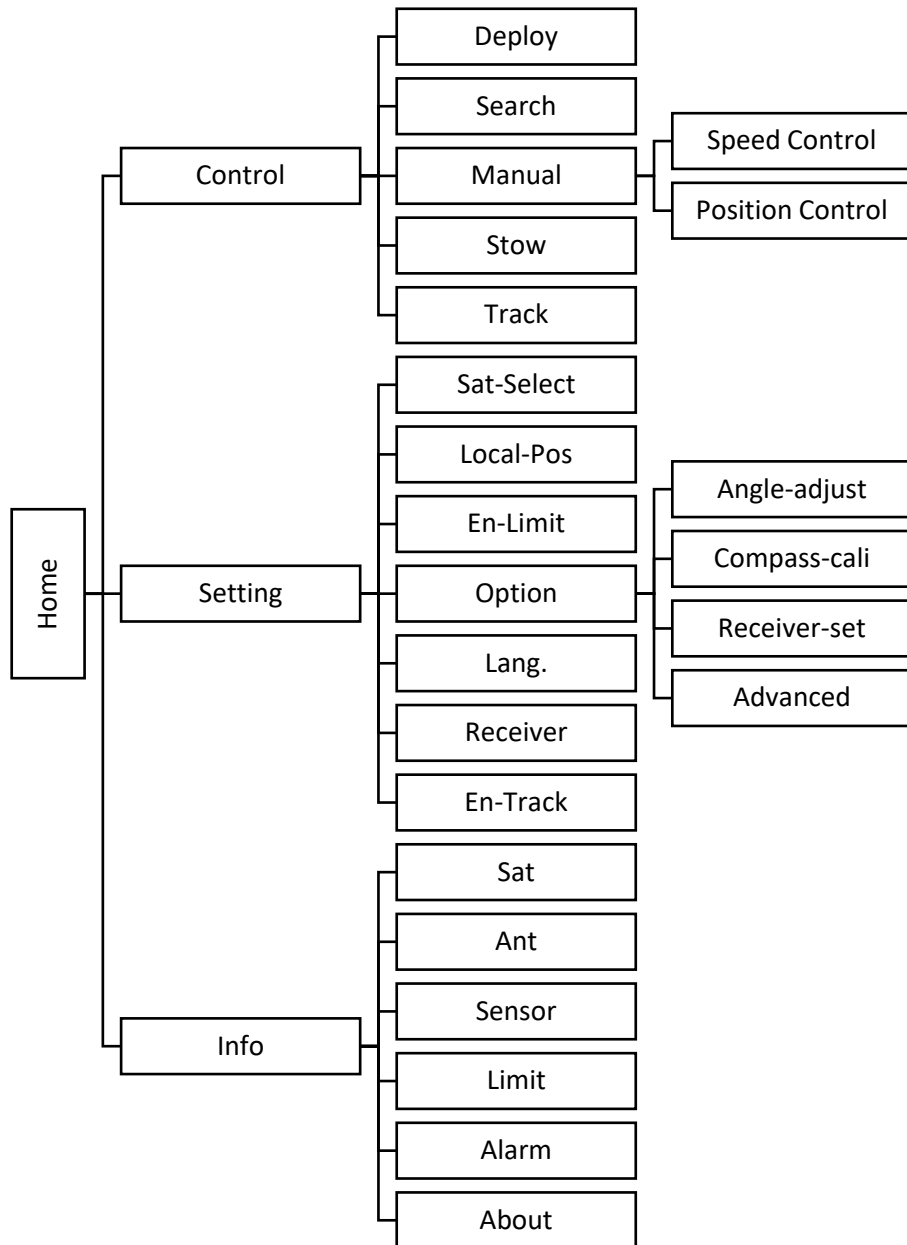 Home
Control
Deploy
Search
Manual
Speed Control
Position Control
Stow
Track
Setting
Sat-Select
Local-Pos
En-Limit
Option
Angle-adjust
Compass-cali
Receiver-set
Advanced
Lang.
Receiver
En-Track
Info
Sat
Ant
Sensor
Limit
Alarm
About